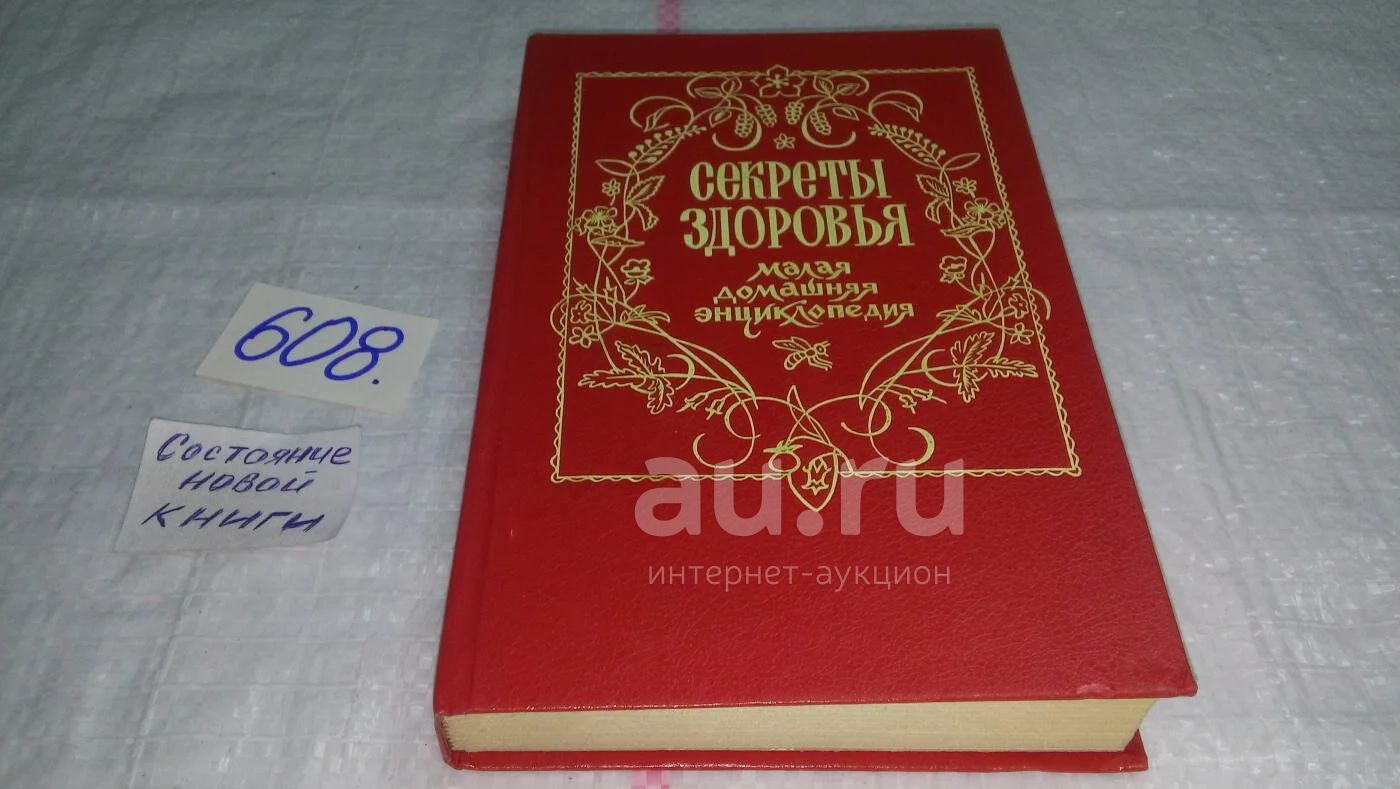 СЕКРЕТЫ
ЗДОРОВЬЯ
малая
домашняя
энциклопедия
608.
Состояние
новой
книги
au.ru
интернет-аукцион